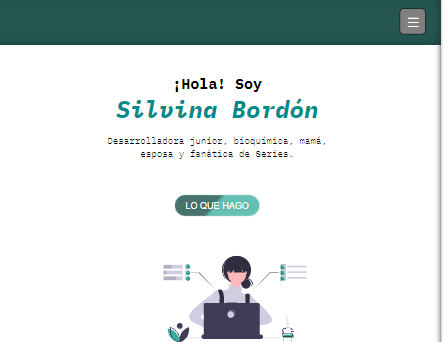 ¡Hola! Soy
Silvina Bordón
Desarrolladora junior, bioquímica, mamá,
esposa y fanática de Series.
LO QUE HAGO